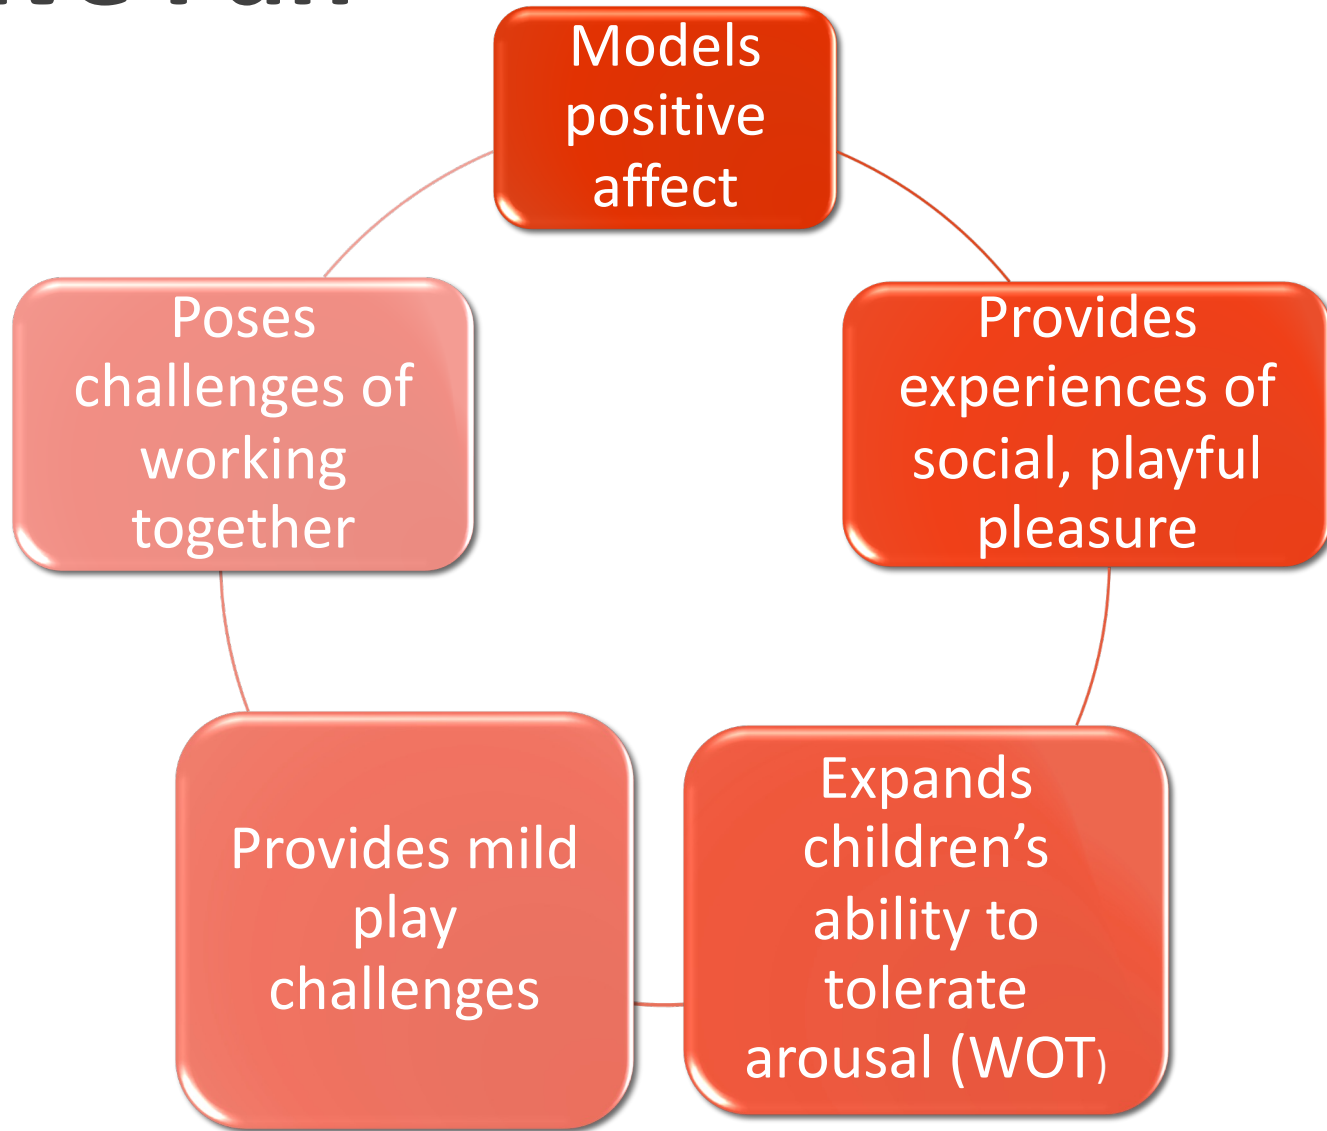 Models
positive
affect
Provides
experiences of
social, playful
pleasure
Expands
children’s
ability to
tolerate
arousal (WOT)
Provides mild
play
challenges
Poses
challenges of
working
together